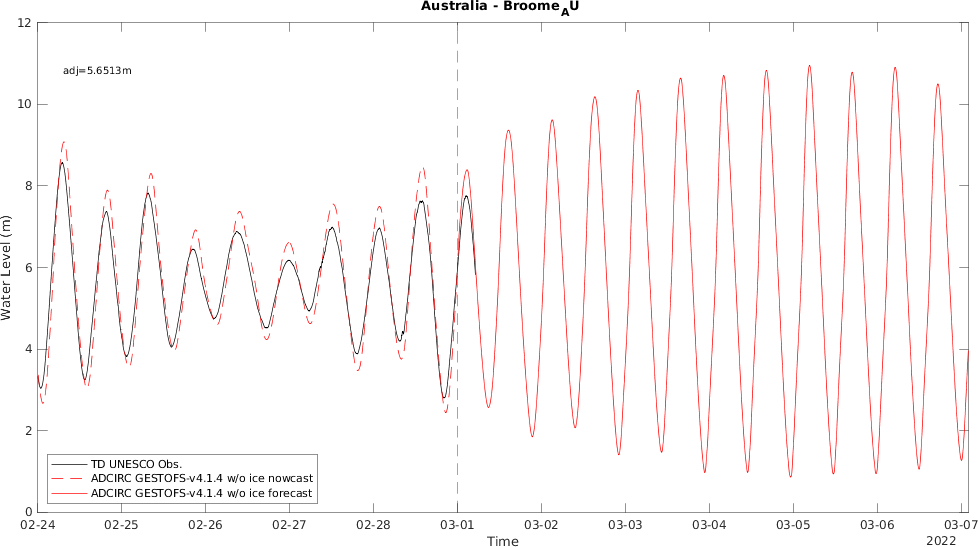 Australia - Broome_AU
adj=5.6513m
Water Level (m)
12
10
8
6
4
2
0
TD UNESCO Obs.
ADCIRC GESTOFS-v4.1.4 w/o ice nowcast
ADCIRC GESTOFS-v4.1.4 w/o ice forecast
02-24 02-25 02-26 02-27 02-28 03-01 03-02 03-03 03-04 03-05 03-06 03-07
Time
2022